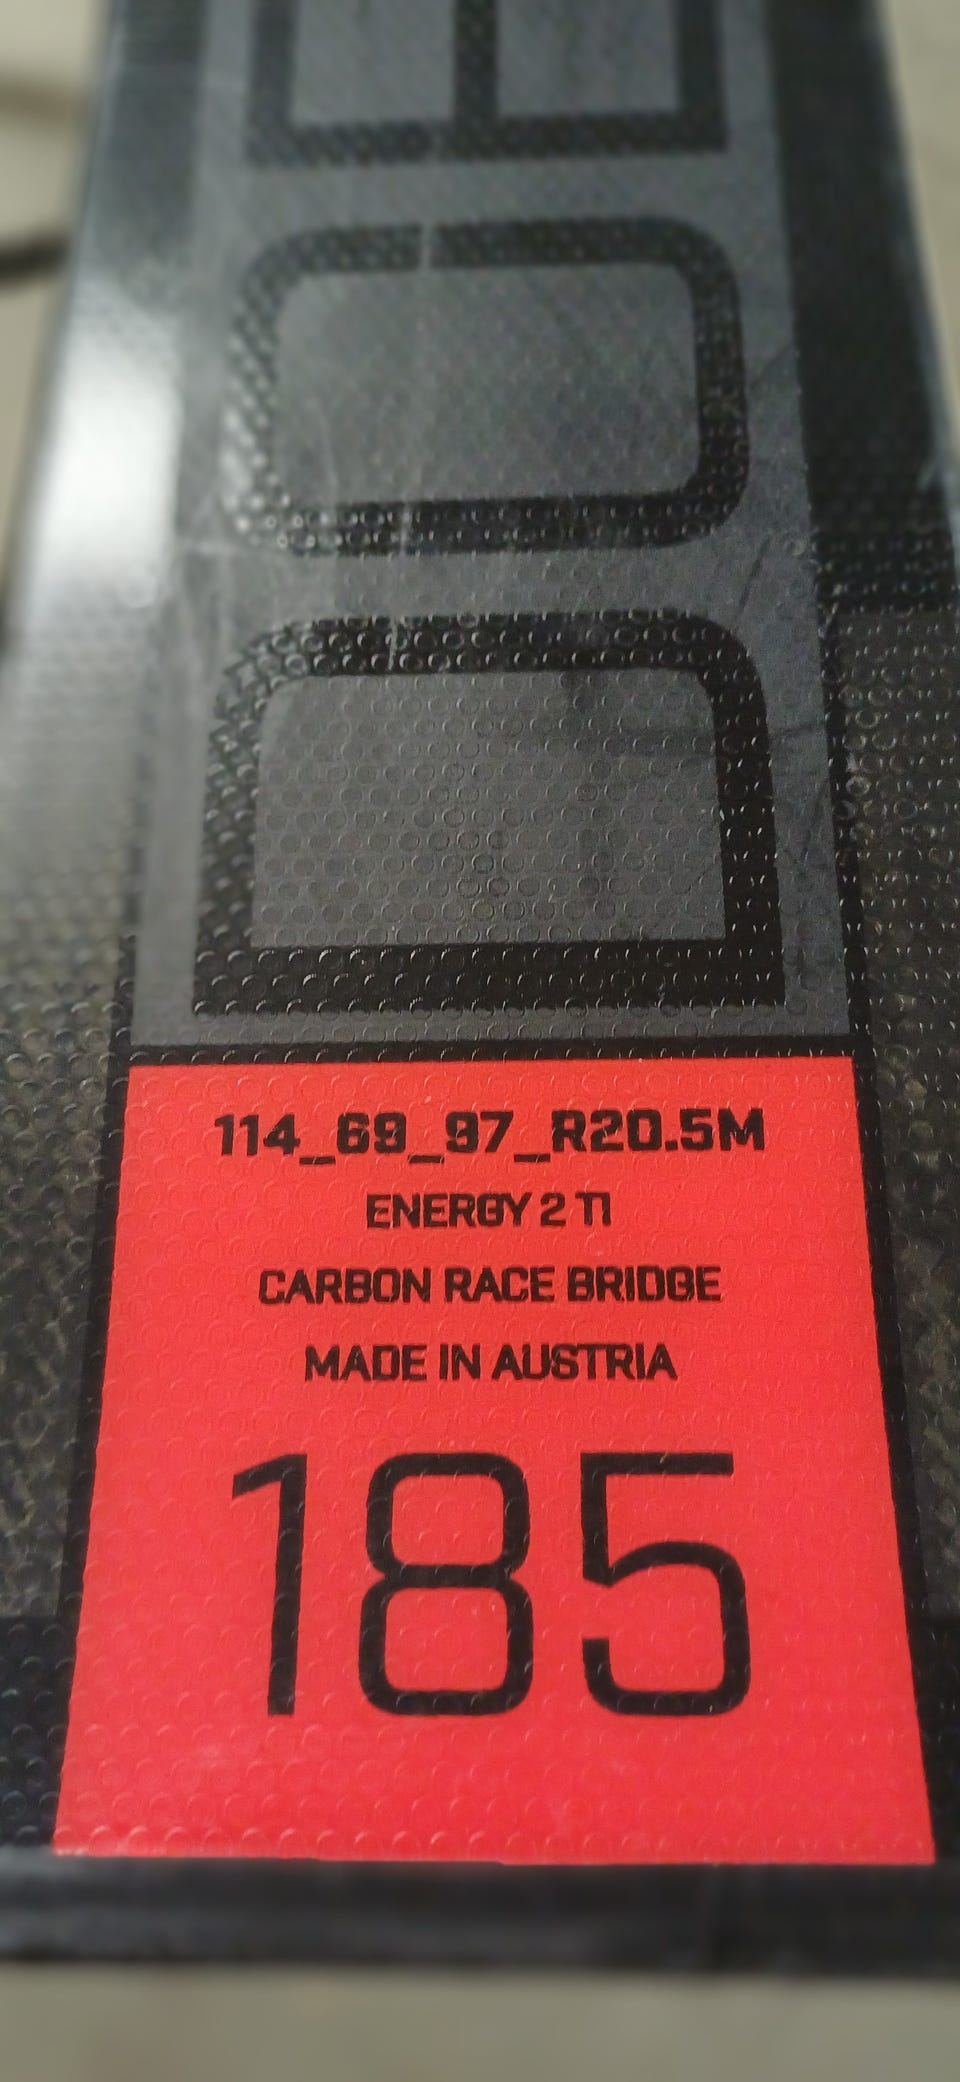 114_69_97_R20.5M
ENERGY 2 TI
CARBON RACE BRIDGE
MADE IN AUSTRIA
185